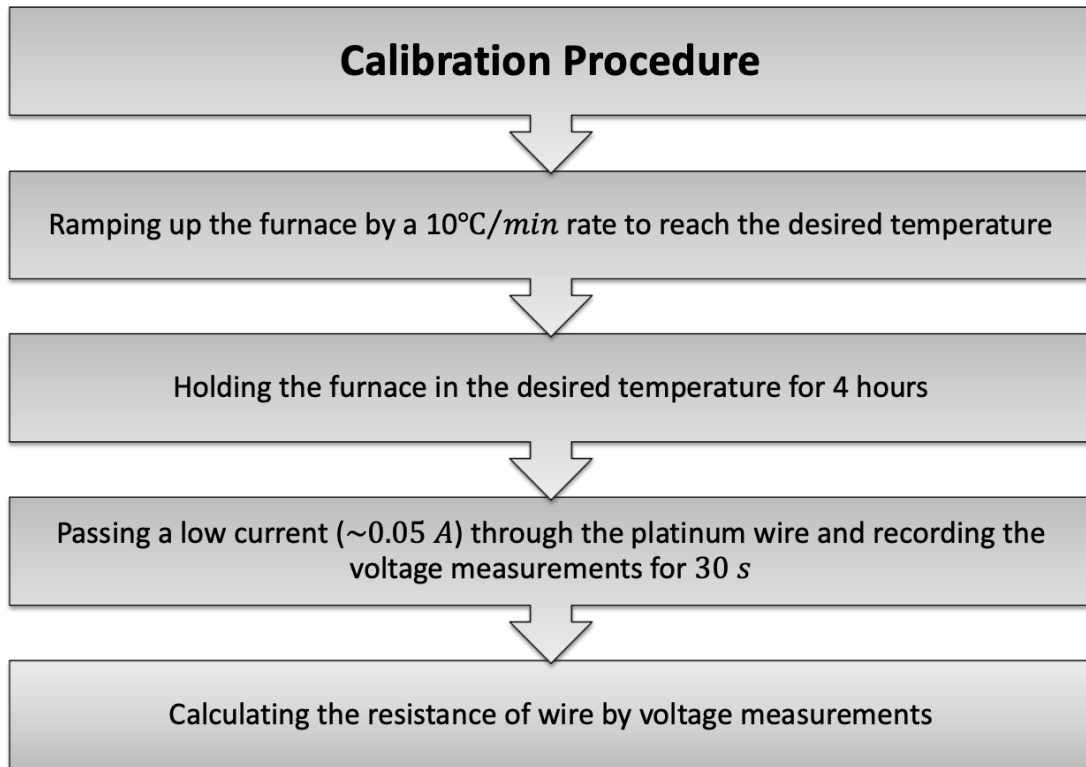 Calibration Procedure
Ramping up the furnace by a 10°C/min rate to reach the desired temperature
Holding the furnace in the desired temperature for 4 hours
Passing a low current (~0.05 A) through the platinum wire and recording the
voltage measurements for 30 s
Calculating the resistance of wire by voltage measurements